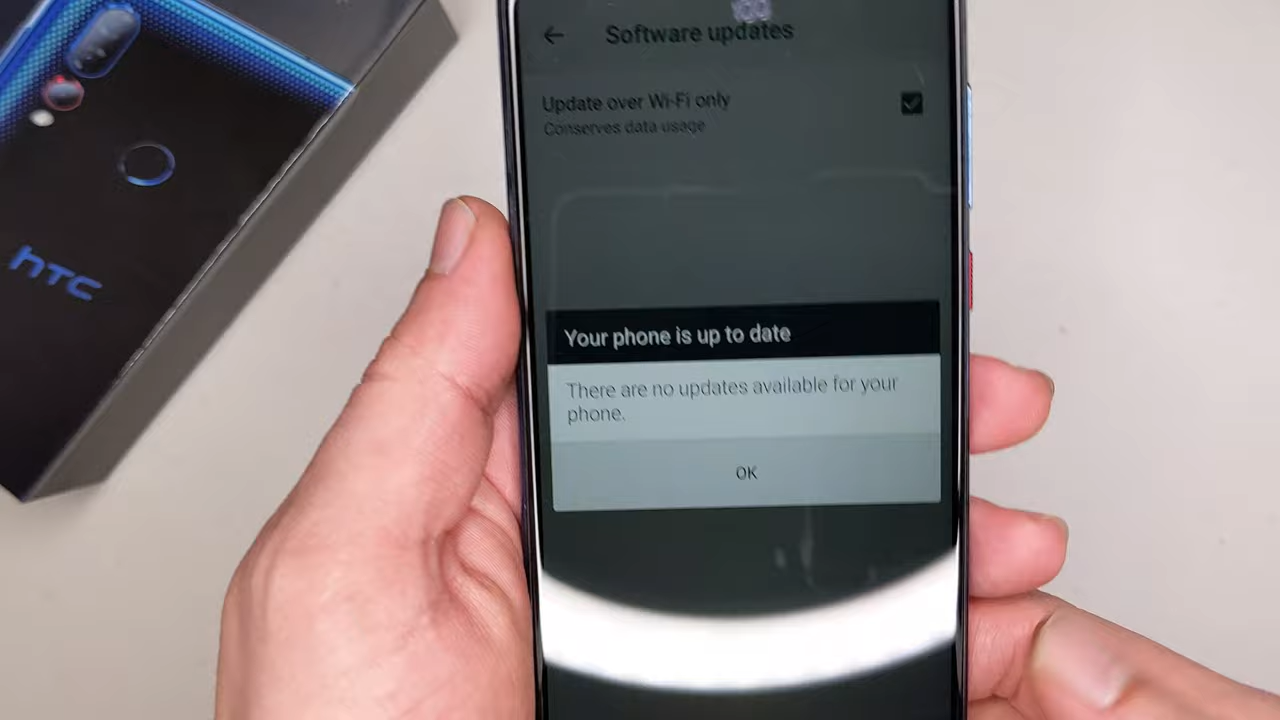 Software updates
Update over Wi-Fi only
Conserves data usage
Your phone is up to date
There are no updates available for your
phone.
OK
hTC